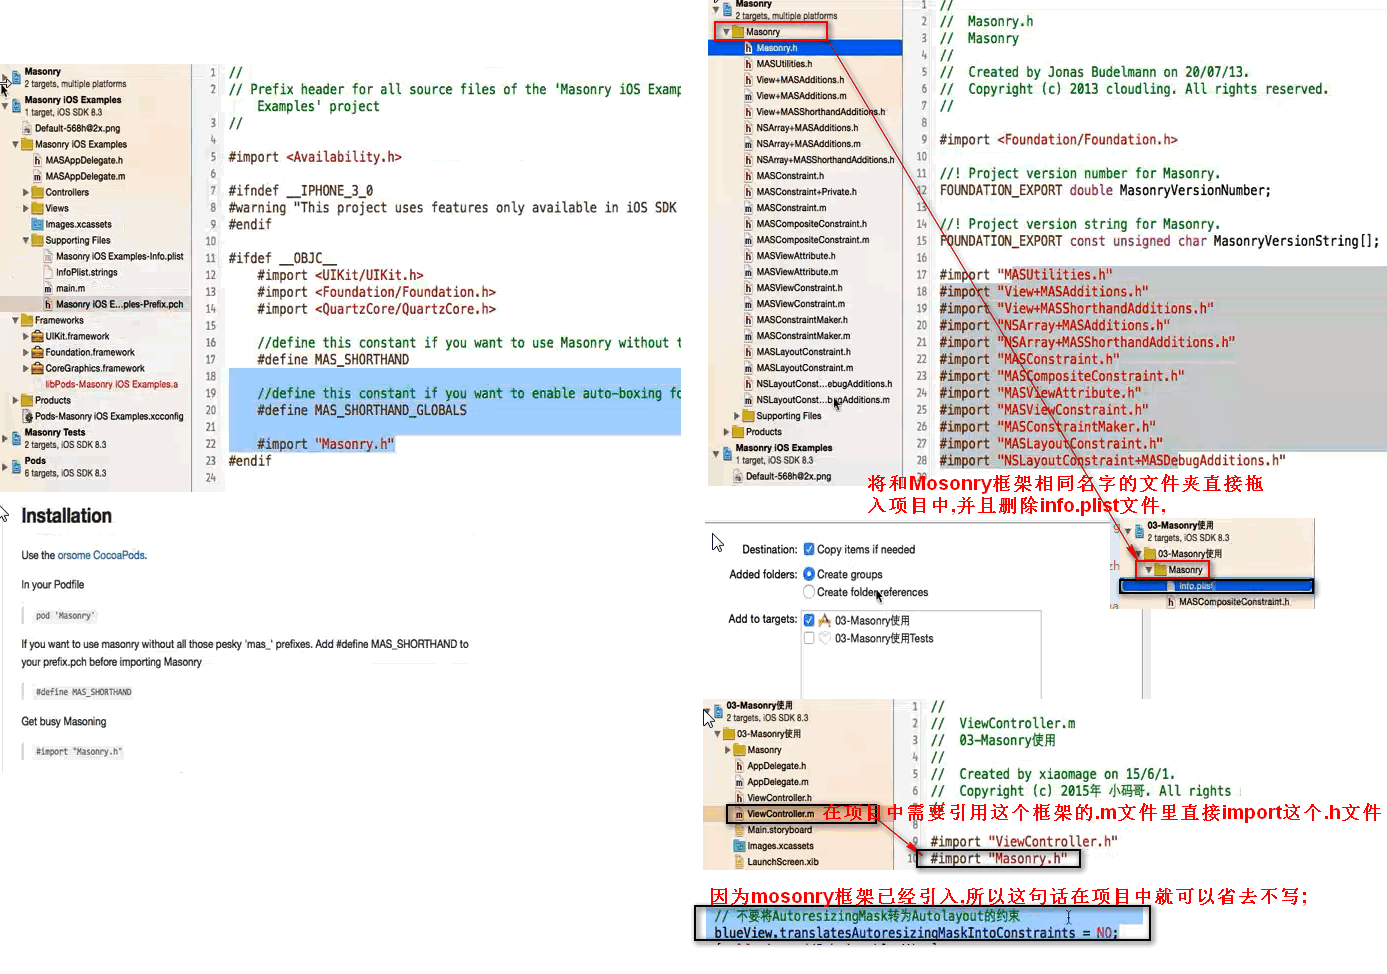 Masonry
2 targets, multiple platforms
Masonry iOS Examples
1 target, iOS SDK 8.3
Default-568h@2x.png
Masonry iOS Examples
MASAppDelegate.h
MASAppDelegate.m
Controllers
Views
Images.xcassets
Supporting Files
Masonry iOS Examples-Info.plist
InfoPlist.strings
main.m
Masonry iOS E...ples-Prefix.pch
Frameworks
UIKit.framework
Foundation.framework
CoreGraphics.framework
libPods-Masonry iOS Examples.a
Products
Pods-Masonry iOS Examples.xcconfig
Masonry Tests
2 targets, iOS SDK 8.3
Pods
6 targets, iOS SDK 8.3
1 //
2 // Prefix header for all source files of the 'Masonry iOS Examp
Examples' project
3 //
4
5 #import <Availability.h>
6
7 #ifndef __IPHONE_3_0
8 #warning "This project uses features only available in iOS SDK
9 #endif
10
11 #ifdef __OBJC__
12 #import <UIKit/UIKit.h>
13 #import <Foundation/Foundation.h>
14 #import <QuartzCore/QuartzCore.h>
15
16 //define this constant if you want to use Masonry without t
17 #define MAS_SHORTHAND
18
19 //define this constant if you want to enable auto-boxing fo
20 #define MAS_SHORTHAND_GLOBALS
21
22 #import "Masonry.h"
23 #endif
24
Installation
Use the orsome CocoaPods.
In your Podfile
pod 'Masonry'
If you want to use masonry without all those pesky 'mas_' prefixes. Add #define MAS_SHORTHAND to
your prefix.pch before importing Masonry
#define MAS_SHORTHAND
Get busy Masoning
#import "Masonry.h"
Masonry
2 targets, multiple platforms
Masonry
Masonry.h
MASUtilities.h
View+MASAdditions.h
View+MASAdditions.m
View+MASShorthandAdditions.h
NSArray+MASAdditions.h
NSArray+MASAdditions.m
NSArray+MASShorthandAdditions.h
MASConstraint.h
MASConstraint+Private.h
MASConstraint.m
MASCompositeConstraint.h
MASCompositeConstraint.m
MASViewAttribute.h
MASViewAttribute.m
MASViewConstraint.h
MASViewConstraint.m
MASConstraintMaker.h
MASConstraintMaker.m
MASLayoutConstraint.h
MASLayoutConstraint.m
NSLayoutConst...ebugAdditions.h
NSLayoutConst...bugAdditions.m
Supporting Files
Products
Masonry iOS Examples
1 target, iOS SDK 8.3
Default-568h@2x.png
1 //
2 // Masonry.h
3 // Masonry
4 //
5 // Created by Jonas Budelmann on 20/07/13.
6 // Copyright (c) 2013 cloudling. All rights reserved.
7 //
8
9 #import <Foundation/Foundation.h>
10
11 //! Project version number for Masonry.
12 FOUNDATION_EXPORT double MasonryVersionNumber;
13
14 //! Project version string for Masonry.
15 FOUNDATION_EXPORT const unsigned char MasonryVersionString[];
16
17 #import "MASUtilities.h"
18 #import "View+MASAdditions.h"
19 #import "View+MASShorthandAdditions.h"
20 #import "NSArray+MASAdditions.h"
21 #import "NSArray+MASShorthandAdditions.h"
22 #import "MASConstraint.h"
23 #import "MASCompositeConstraint.h"
24 #import "MASViewAttribute.h"
25 #import "MASViewConstraint.h"
26 #import "MASConstraintMaker.h"
27 #import "MASLayoutConstraint.h"
28 #import "NSLayoutConstraint+MASDebugAdditions.h"
将和Mosonry框架相同名字的文件夹直接拖
入项目中,并且删除info.plist文件,
Destination: Copy items if needed
Added folders: Create groups
Create folder references
Add to targets: 03-Masonry使用
03-Masonry使用Tests
03-Masonry使用
2 targets, iOS SDK 8.3
03-Masonry使用
Masonry
info.plist
MASCompositeConstraint.h
03-Masonry使用
2 targets, iOS SDK 8.3
03-Masonry使用
Masonry
AppDelegate.h
AppDelegate.m
ViewController.h
ViewController.m
Main.storyboard
Images.xcassets
LaunchScreen.xib
1 //
2 // ViewController.m
3 // 03-Masonry使用
4 //
5 // Created by xiaomage on 15/6/1.
6 // Copyright (c) 2015年 小码哥. All rights
在项目中需要引用这个框架的.m文件里直接import这个.h文件
8
9 #import "ViewController.h"
10 #import "Masonry.h"
因为mosonry框架已经引入,所以这句话在项目中就可以省去不写;
// 不要将AutoresizingMask转为Autolayout的约束
blueView.translatesAutoresizingMaskIntoConstraints = NO;